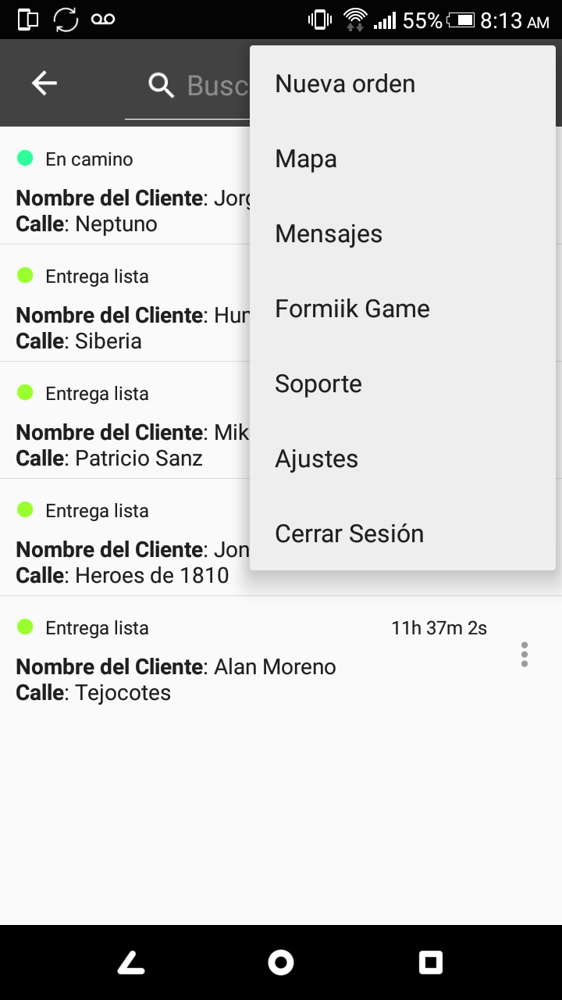 55% 8:13 AM
Nueva orden
Mapa
Mensajes
Formiik Game
Soporte
Ajustes
Cerrar Sesión
En camino
Nombre del Cliente:
Calle: Neptuno
Entrega lista
Nombre del Cliente:
Calle: Siberia
Entrega lista
Nombre del Cliente: Mik
Calle: Patricio Sanz
Entrega lista
Nombre del Cliente: Jon
Calle: Heroes de 1810
Entrega lista 11h 37m 2s
Nombre del Cliente: Alan Moreno
Calle: Tejocotes